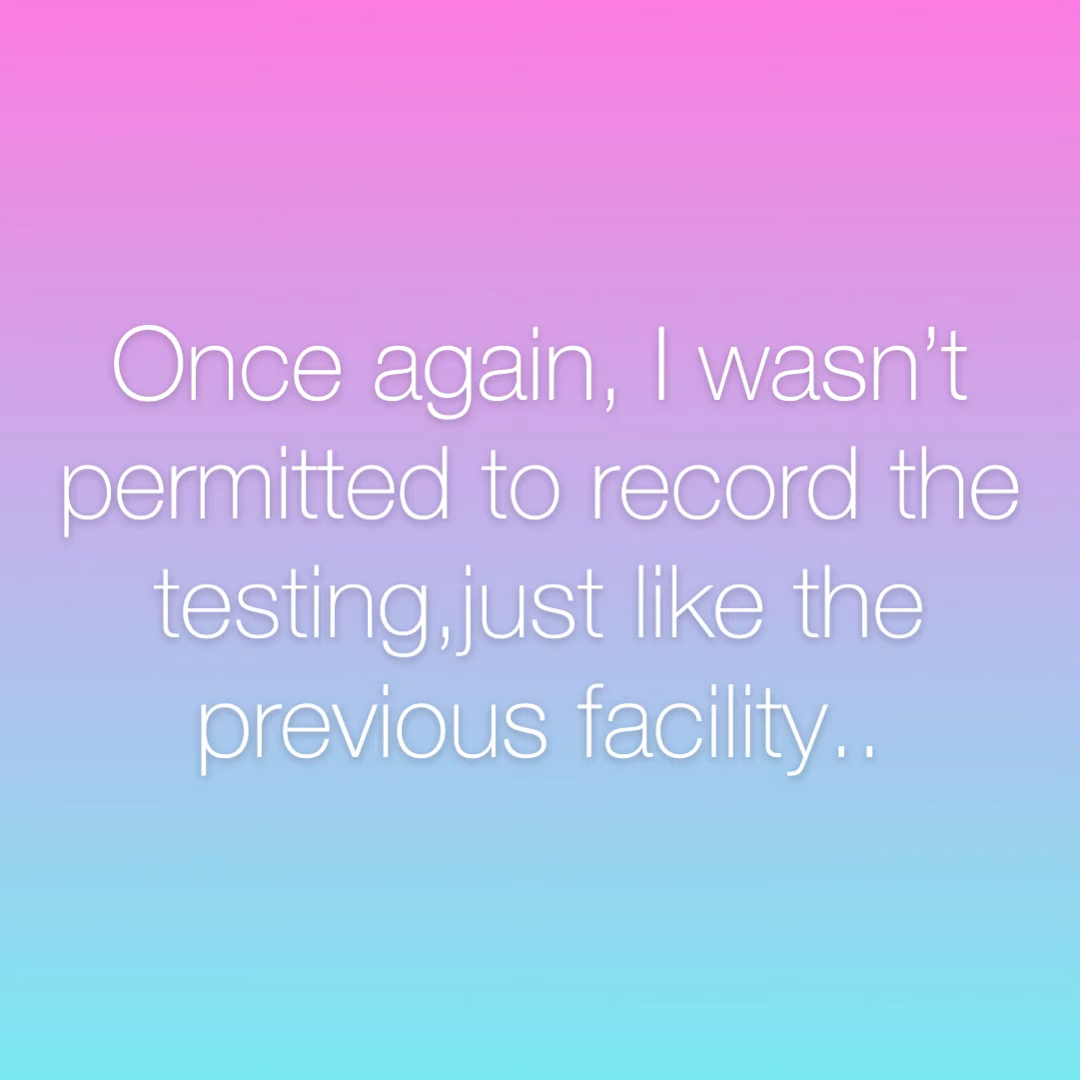 Once again, I wasn’t
permitted to record the
testing,just like the
previous facility..